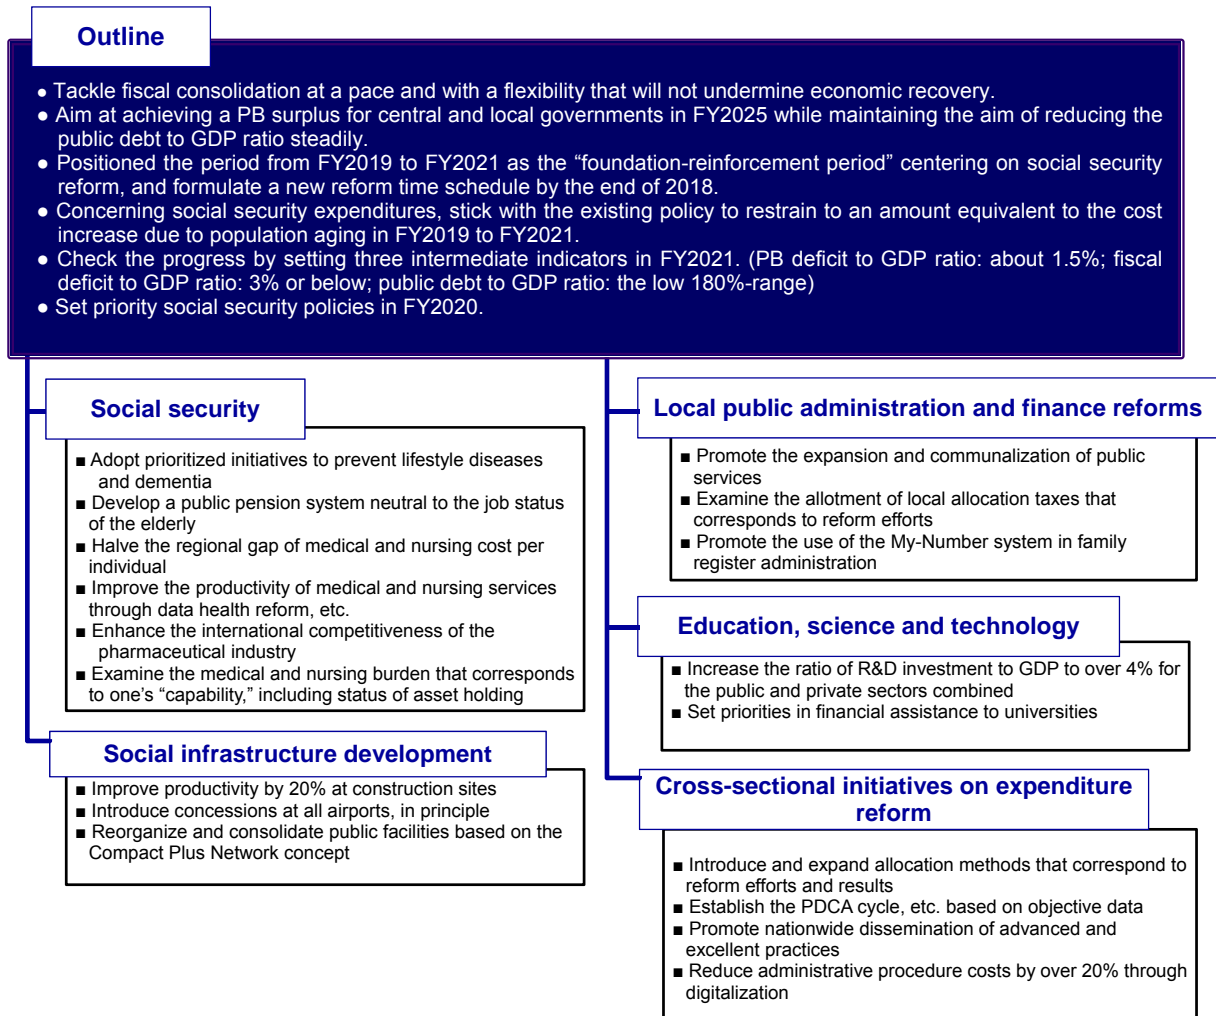 Outline
● Tackle fiscal consolidation at a pace and with a flexibility that will not undermine economic recovery.
● Aim at achieving a PB surplus for central and local governments in FY2025 while maintaining the aim of reducing the
public debt to GDP ratio steadily.
● Positioned the period from FY2019 to FY2021 as the “foundation-reinforcement period” centering on social security
reform, and formulate a new reform time schedule by the end of 2018.
● Concerning social security expenditures, stick with the existing policy to restrain to an amount equivalent to the cost
increase due to population aging in FY2019 to FY2021.
● Check the progress by setting three intermediate indicators in FY2021. (PB deficit to GDP ratio: about 1.5%; fiscal
deficit to GDP ratio: 3% or below; public debt to GDP ratio: the low 180%-range)
● Set priority social security policies in FY2020.
Social security
■ Adopt prioritized initiatives to prevent lifestyle diseases
and dementia
■ Develop a public pension system neutral to the job status
of the elderly
■ Halve the regional gap of medical and nursing cost per
individual
■ Improve the productivity of medical and nursing services
through data health reform, etc.
■ Enhance the international competitiveness of the
pharmaceutical industry
■ Examine the medical and nursing burden that corresponds
to one’s “capability,” including status of asset holding
Social infrastructure development
■ Improve productivity by 20% at construction sites
■ Introduce concessions at all airports, in principle
■ Reorganize and consolidate public facilities based on the
Compact Plus Network concept
Local public administration and finance reforms
■ Promote the expansion and communalization of public
services
■ Examine the allotment of local allocation taxes that
corresponds to reform efforts
■ Promote the use of the My-Number system in family
register administration
Education, science and technology
■ Increase the ratio of R&D investment to GDP to over 4% for
the public and private sectors combined
■ Set priorities in financial assistance to universities
Cross-sectional initiatives on expenditure
reform
■ Introduce and expand allocation methods that correspond to
reform efforts and results
■ Establish the PDCA cycle, etc. based on objective data
■ Promote nationwide dissemination of advanced and
excellent practices
■ Reduce administrative procedure costs by over 20% through
digitalization